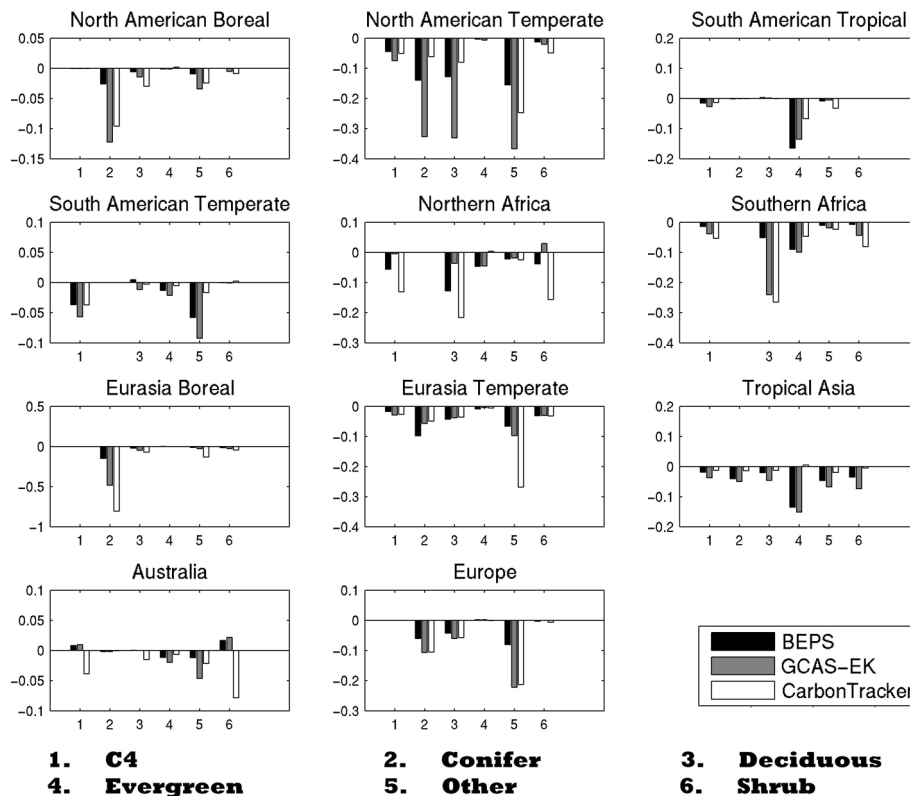 North American Boreal
0.05
0
−0.05
−0.1
−0.15
1 2 3 4 5 6
North American Temperate
0
−0.1
−0.2
−0.3
−0.4
1 2 3 4 5 6
South American Tropical
0.2
0.1
0
−0.1
−0.2
1 2 3 4 5 6
South American Temperate
0.1
0.05
0
−0.05
−0.1
1 3 4 5 6
Northern Africa
0.1
0
−0.1
−0.2
−0.3
1 3 4 5 6
Southern Africa
0
−0.1
−0.2
−0.3
−0.4
1 3 4 5 6
Eurasia Boreal
0.5
0
−0.5
−1
1 2 3 4 5 6
Eurasia Temperate
0
−0.1
−0.2
−0.3
−0.4
1 2 3 4 5 6
Tropical Asia
0.2
0.1
0
−0.1
−0.2
1 2 3 4 5 6
Australia
0.1
0.05
0
−0.05
−0.1
1 2 3 4 5 6
Europe
0.1
0
−0.1
−0.2
−0.3
2 3 4 5 6
BEPS
GCAS−EK
CarbonTracker
1. C4 2. Conifer 3. Deciduous
4. Evergreen 5. Other 6. Shrub